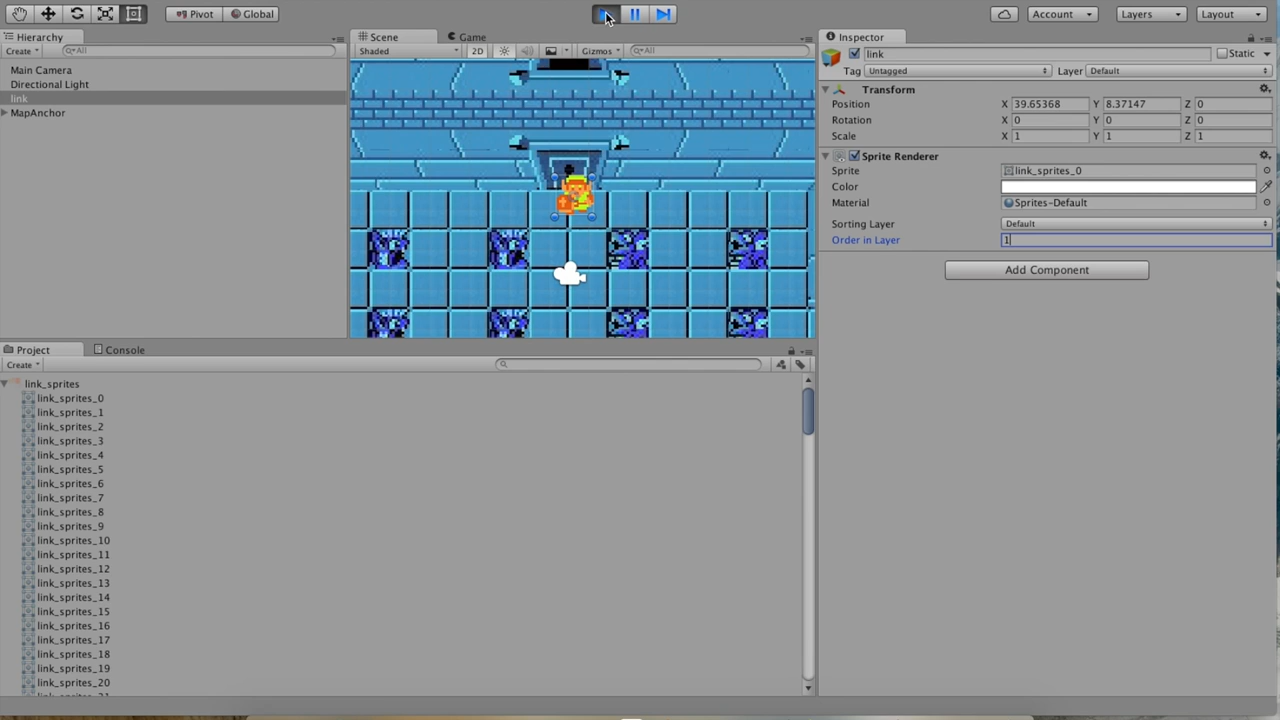 Pivot Global Account Layers Layout
Hierarchy
Create All
Main Camera
Directional Light
link
MapAnchor
Scene Game
Shaded 2D Gizmos All
Inspector
link Static
Tag Untagged Layer Default
Transform
Position X 39.65368 Y 8.37147 Z 0
Rotation X 0 Y 0 Z 0
Scale X 1 Y 1 Z 1
Sprite Renderer
Sprite link_sprites_0
Color
Material Sprites-Default
Sorting Layer Default
Order in Layer 1
Add Component
Project Console
Create
link_sprites
link_sprites_0
link_sprites_1
link_sprites_2
link_sprites_3
link_sprites_4
link_sprites_5
link_sprites_6
link_sprites_7
link_sprites_8
link_sprites_9
link_sprites_10
link_sprites_11
link_sprites_12
link_sprites_13
link_sprites_14
link_sprites_15
link_sprites_16
link_sprites_17
link_sprites_18
link_sprites_19
link_sprites_20